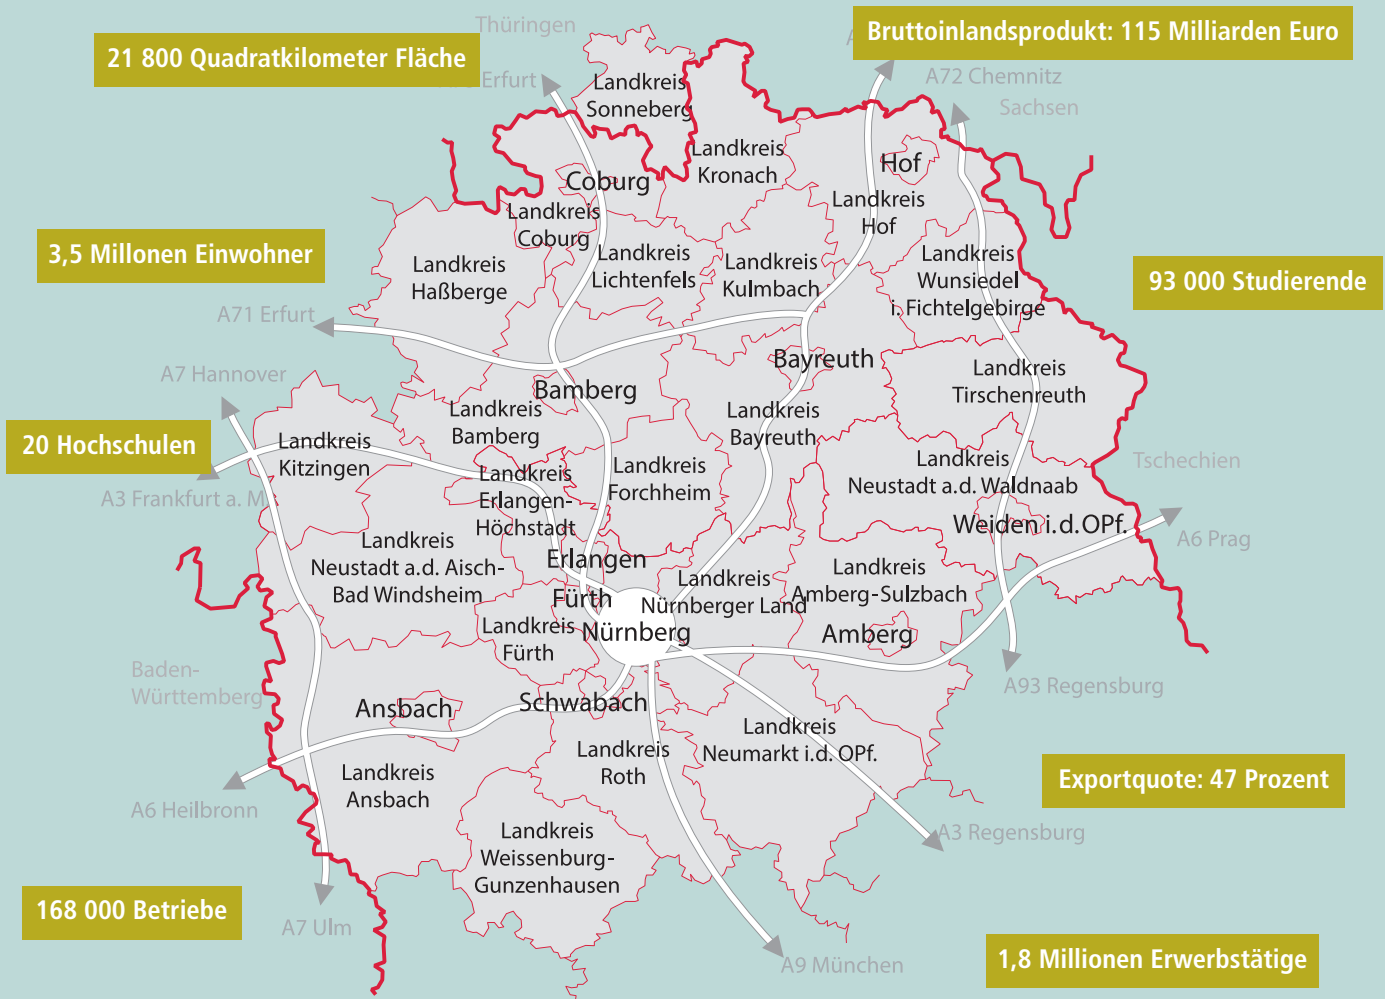 Thüringen
21 800 Quadratkilometer Fläche
Bruttoinlandsprodukt: 115 Milliarden Euro
Erfurt
A72 Chemnitz
Sachsen
Landkreis
Sonneberg
Landkreis
Kronach
Hof
Coburg
Landkreis
Hof
Landkreis
Coburg
3,5 Millonen Einwohner
Landkreis
Haßberge
Landkreis
Lichtenfels
Landkreis
Kulmbach
Landkreis
Wunsiedel
i. Fichtelgebirge
93 000 Studierende
A71 Erfurt
A7 Hannover
Bayreuth
Landkreis
Tirschenreuth
Bamberg
Landkreis
Bamberg
Landkreis
Bayreuth
20 Hochschulen
Landkreis
Kitzingen
Landkreis
Erlangen-
Höchstadt
Landkreis
Forchheim
Landkreis
Neustadt a.d. Waldnaab
Tschechien
A3 Frankfurt a. M.
Weiden i.d.OPf.
A6 Prag
Landkreis
Neustadt a.d. Aisch-
Bad Windsheim
Erlangen
Fürth
Landkreis
Nürnberger Land
Landkreis
Amberg-Sulzbach
Landkreis
Fürth
Nürnberg
Amberg
Baden-
Württemberg
A93 Regensburg
Ansbach
Schwabach
Landkreis
Neumarkt i.d. OPf.
Landkreis
Roth
Landkreis
Ansbach
Exportquote: 47 Prozent
A6 Heilbronn
Landkreis
Weissenburg-
Gunzenhausen
A3 Regensburg
168 000 Betriebe
A7 Ulm
A9 München
1,8 Millionen Erwerbstätige